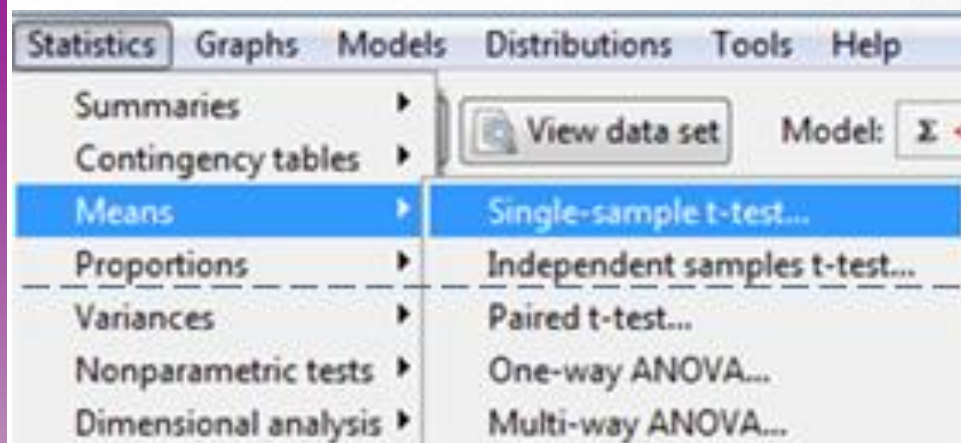 Statistics Graphs Models Distributions Tools Help
Summaries
View data set Model: Σ
Contingency tables
Means Single-sample t-test...
Proportions Independent samples t-test...
Variances Paired t-test...
Nonparametric tests One-way ANOVA...
Dimensional analysis Multi-way ANOVA...